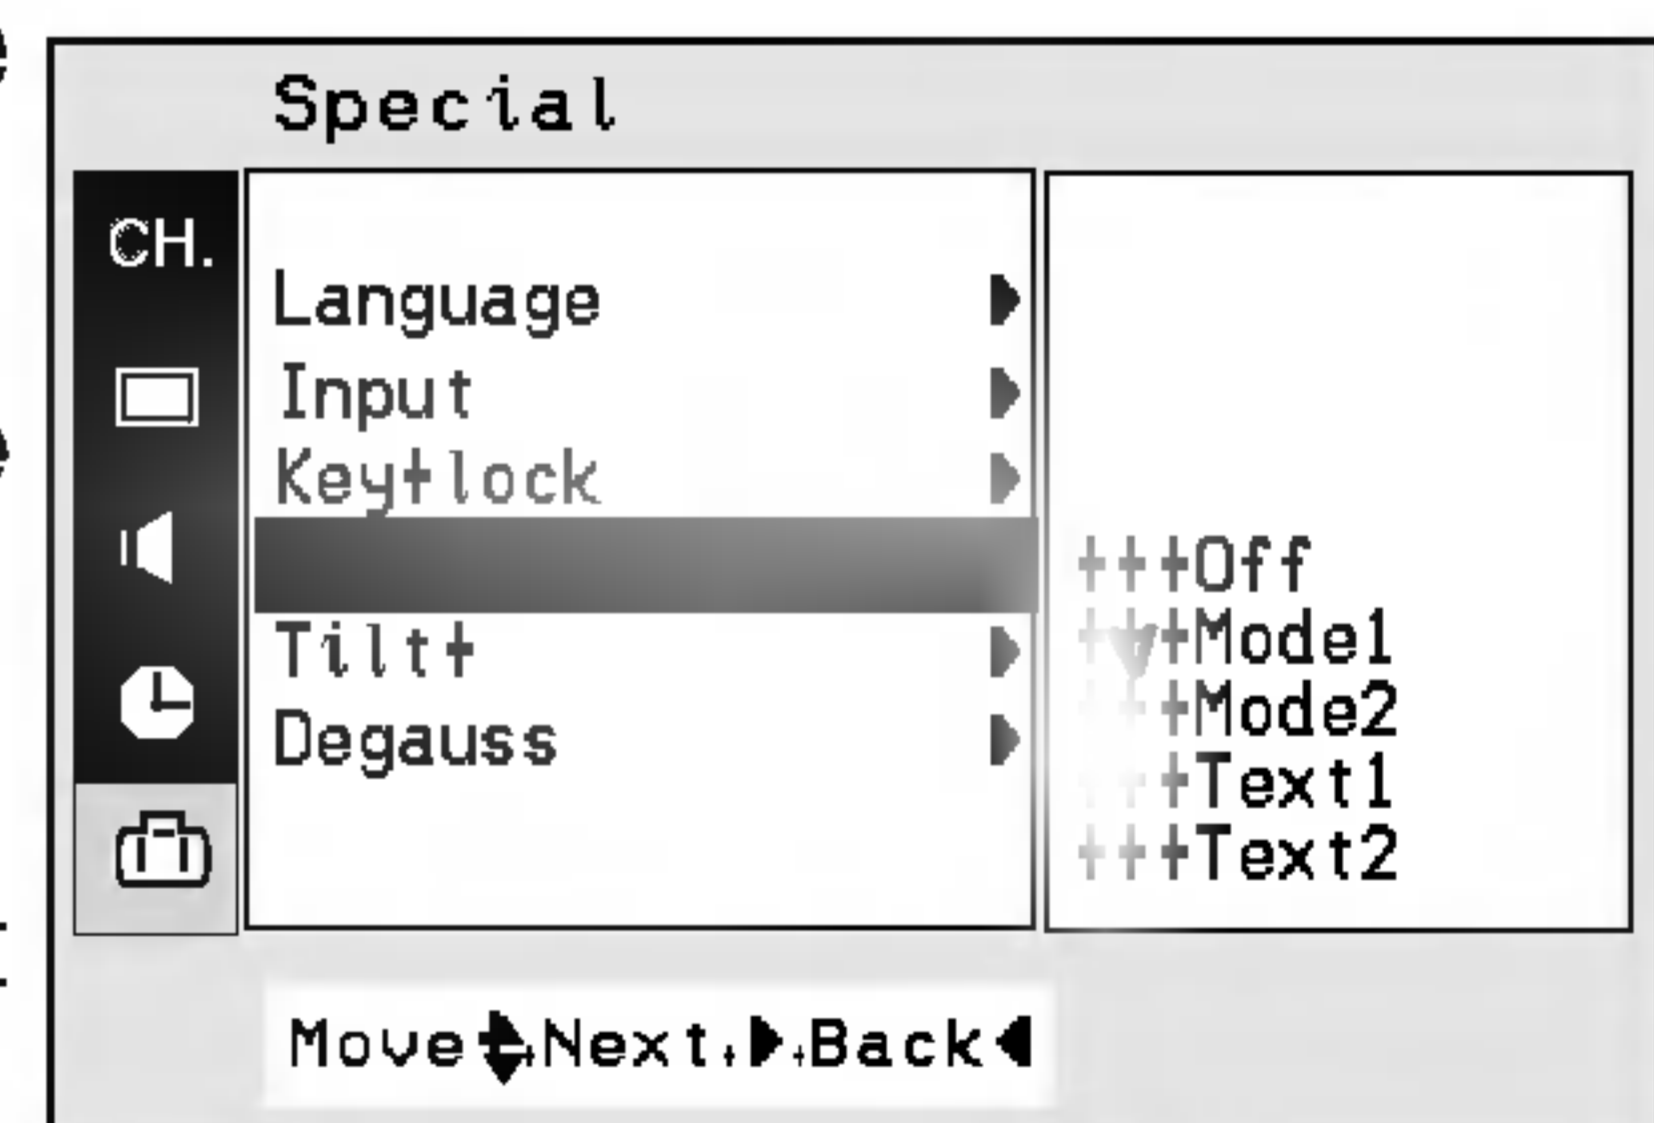 Special
CH.
Language
Input
Key lock
Tilt
Degauss
Off
Mode1
Mode2
Text1
Text2
Move Next Back